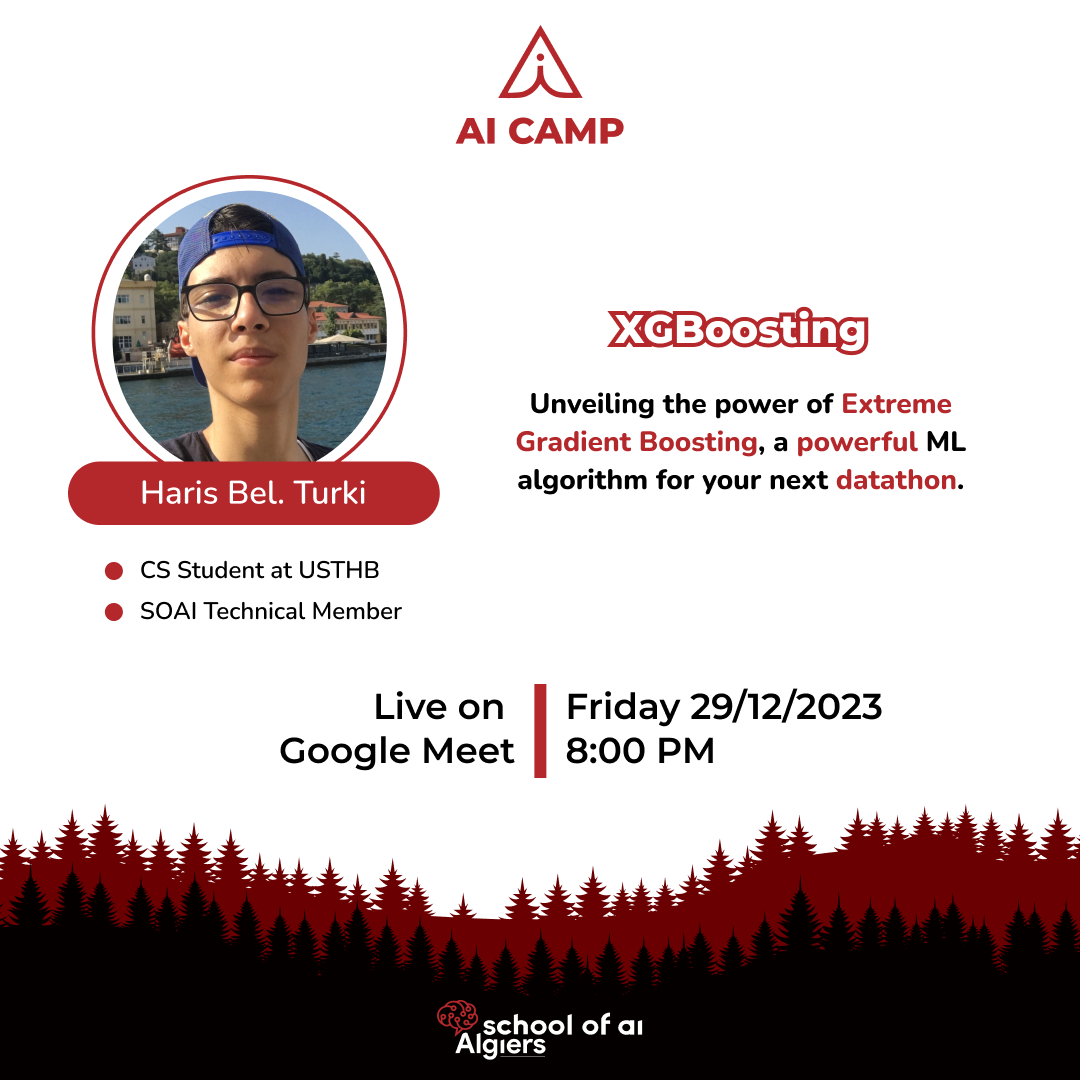 AI CAMP
XGBoosting
Unveiling the power of Extreme
Gradient Boosting, a powerful ML
algorithm for your next datathon.
Haris Bel. Turki
CS Student at USTHB
SOAI Technical Member
Live on
Google Meet
Friday 29/12/2023
8:00 PM
school of ai
Algiers